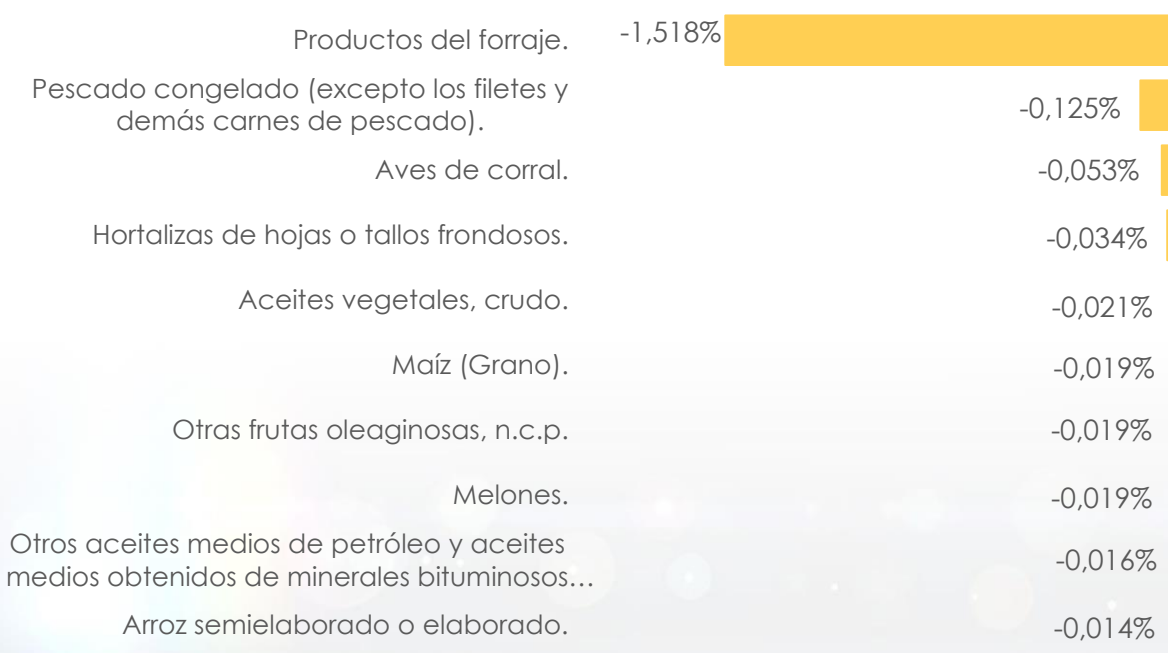 Productos del forraje. -1,518%
Pescado congelado (excepto los filetes y
demás carnes de pescado). -0,125%
Aves de corral. -0,053%
Hortalizas de hojas o tallos frondosos. -0,034%
Aceites vegetales, crudo. -0,021%
Maíz (Grano). -0,019%
Otras frutas oleaginosas, n.c.p. -0,019%
Melones. -0,019%
Otros aceites medios de petróleo y aceites
medios obtenidos de minerales bituminosos… -0,016%
Arroz semielaborado o elaborado. -0,014%